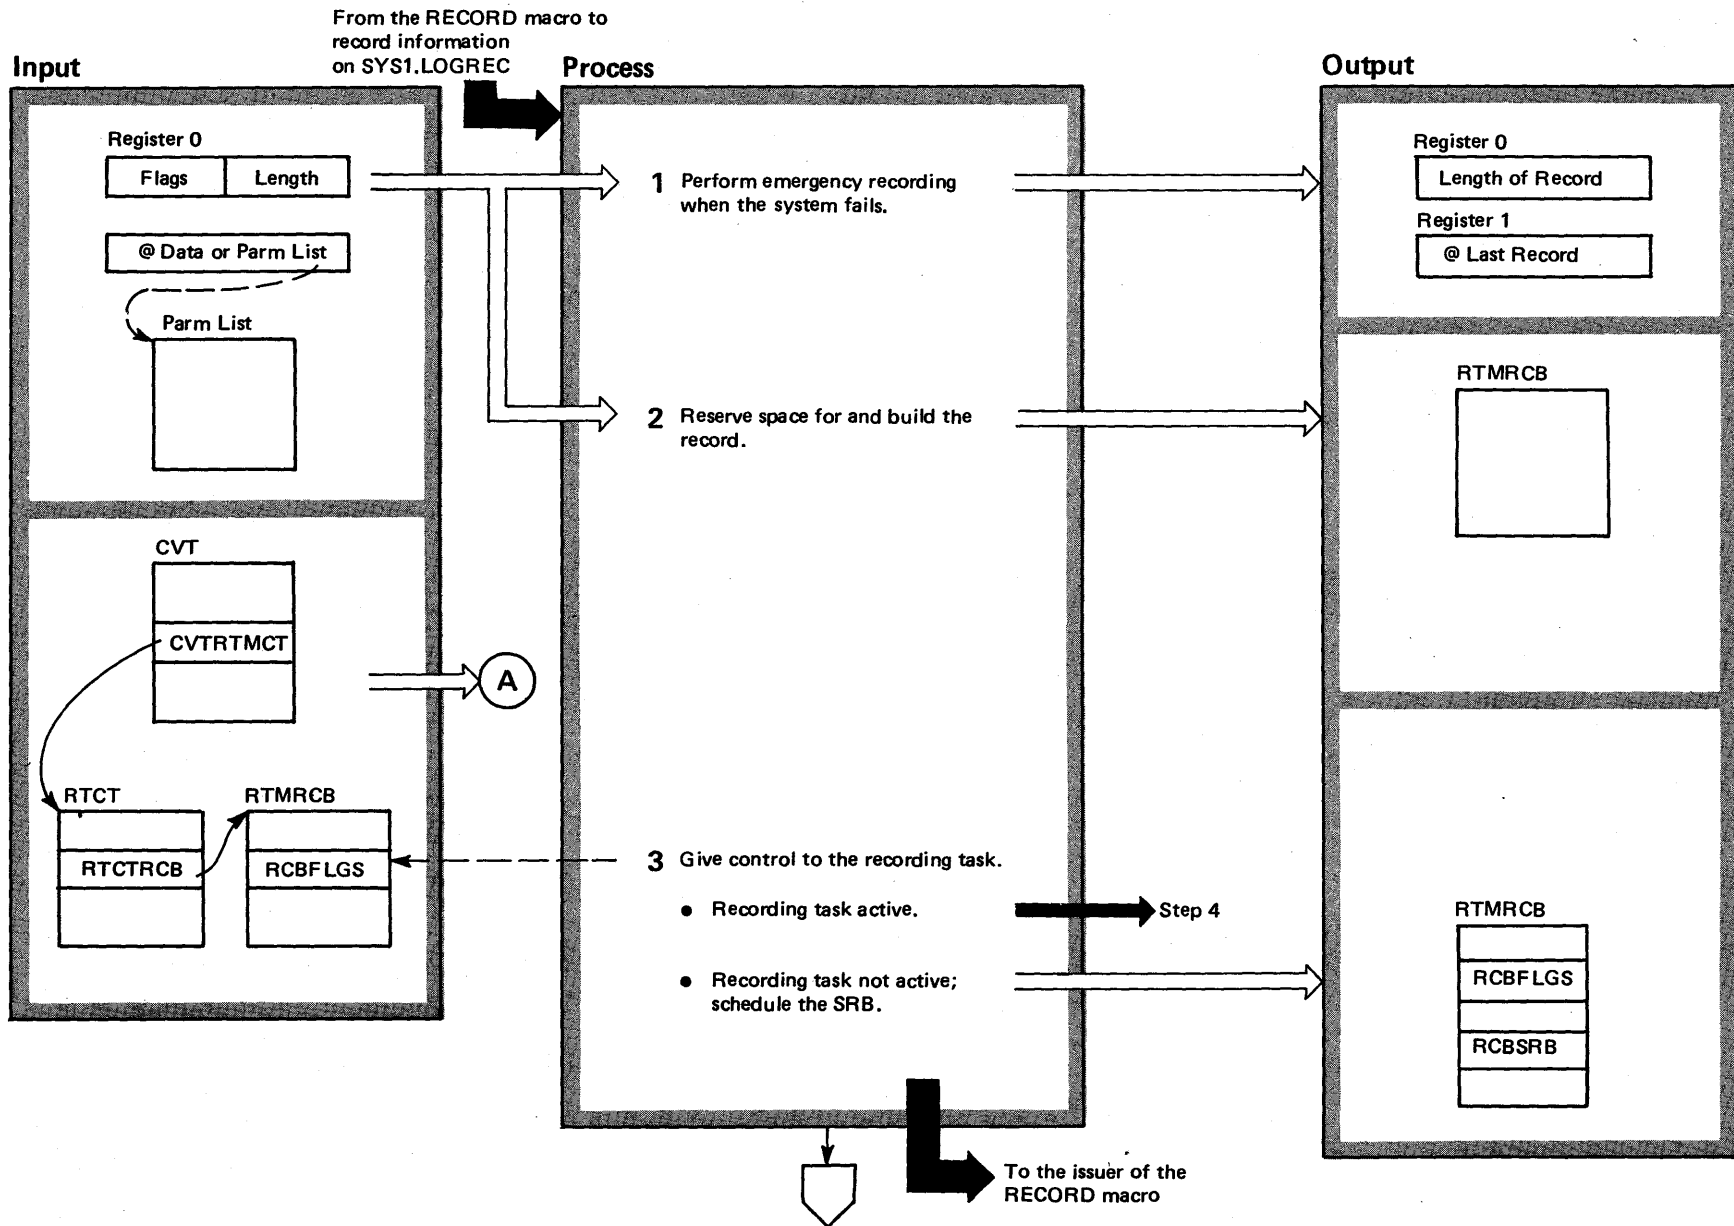 From the RECORD macro to
record information
on SYS1.LOGREC
Input
Process
Output
Register 0
Flags
Length
@ Data or Parm List
Parm List
CVT
CVTRTMCT
A
RTCT
RTCTRCB
RTMRCB
RCBFLGS
1 Perform emergency recording
when the system fails.
2 Reserve space for and build the
record.
3 Give control to the recording task.
● Recording task active.
Step 4
● Recording task not active;
schedule the SRB.
To the issuer of the
RECORD macro
Register 0
Length of Record
Register 1
@ Last Record
RTMRCB
RTMRCB
RCBFLGS
RCBSRB